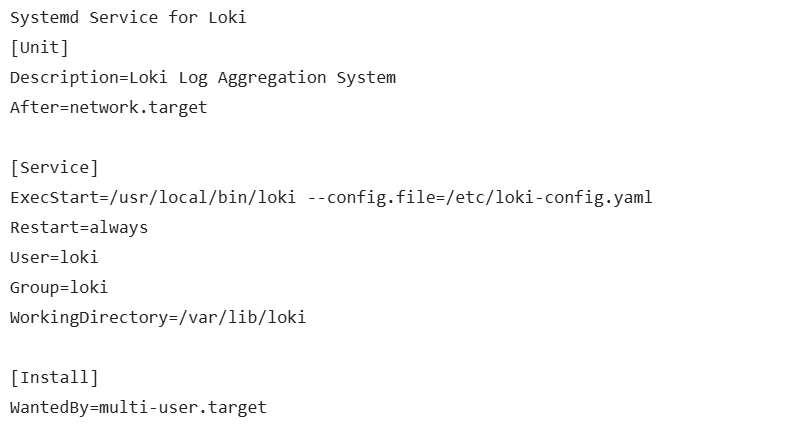 Systemd Service for Loki
[Unit]
Description=Loki Log Aggregation System
After=network.target

[Service]
ExecStart=/usr/local/bin/loki --config.file=/etc/loki-config.yaml
Restart=always
User=loki
Group=loki
WorkingDirectory=/var/lib/loki

[Install]
WantedBy=multi-user.target